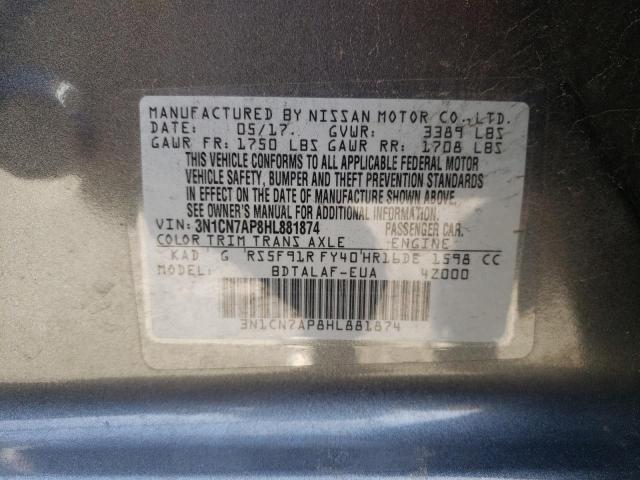 MANUFACTURED BY NISSAN MOTOR CO., LTD.
DATE: 05/17. GVWR: 3389 LBS
GAWR FR: 1750 LBS GAWR RR: 1708 LBS
THIS VEHICLE CONFORMS TO ALL APPLICABLE FEDERAL MOTOR
VEHICLE SAFETY, BUMPER AND THEFT PREVENTION STANDARDS
IN EFFECT ON THE DATE OF MANUFACTURE SHOWN ABOVE.
SEE OWNER'S MANUAL FOR ADDITIONAL INFORMATION.
VIN: 3N1CN7AP8HL881874 PASSENGER CAR.
COLOR TRIM TRANS AXLE ENGINE
KAD G RS5F91R FY40 HR16DE 1598 CC
BDTALAF-EUA 4Z000
3N1CN7AP8HL881874